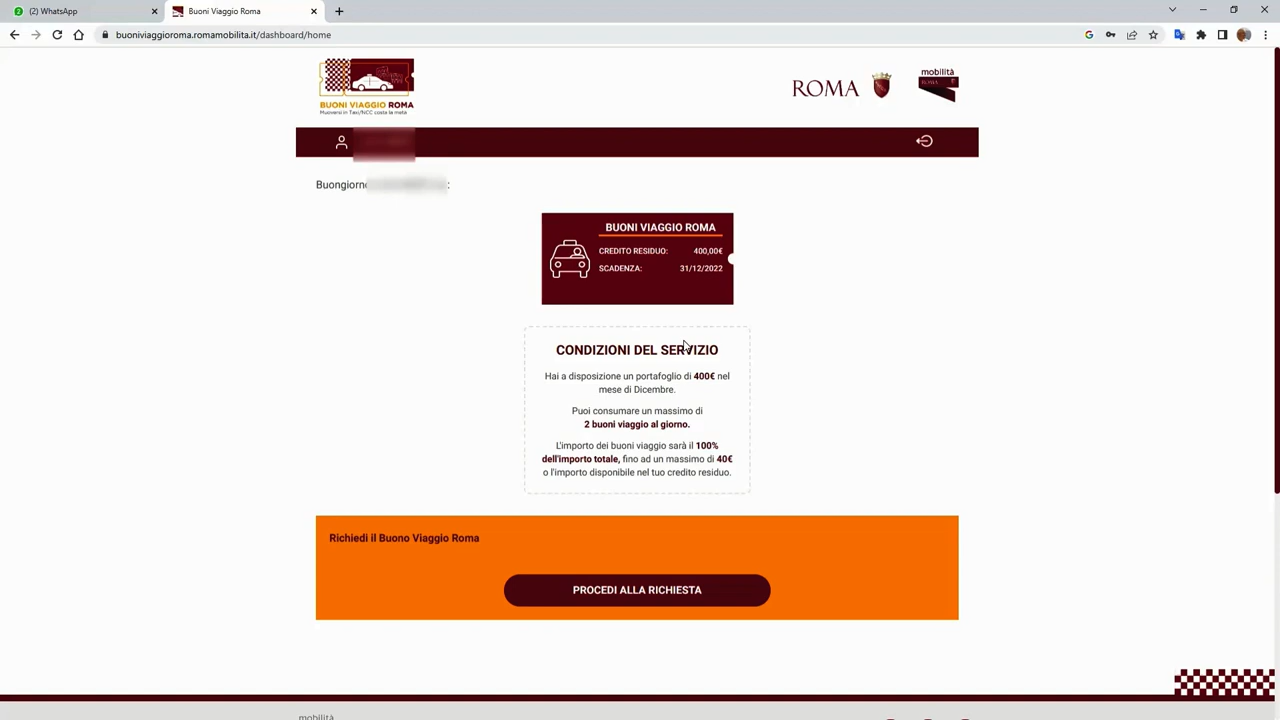 (2) WhatsApp
Buoni Viaggio Roma
buoniviaggioroma.romamobilita.it/dashboard/home
BUONI VIAGGIO ROMA
Muoversi in Taxi/NCC costa la metà
ROMA
mobilità
ROMA
Buongiorno
:
BUONI VIAGGIO ROMA
CREDITO RESIDUO: 400,00€
SCADENZA: 31/12/2022
CONDIZIONI DEL SERVIZIO
Hai a disposizione un portafoglio di 400€ nel
mese di Dicembre.
Puoi consumare un massimo di
2 buoni viaggio al giorno.
L'importo dei buoni viaggio sarà il 100%
dell'importo totale, fino ad un massimo di 40€
o l'importo disponibile nel tuo credito residuo.
Richiedi il Buono Viaggio Roma
PROCEDI ALLA RICHIESTA
mobilità